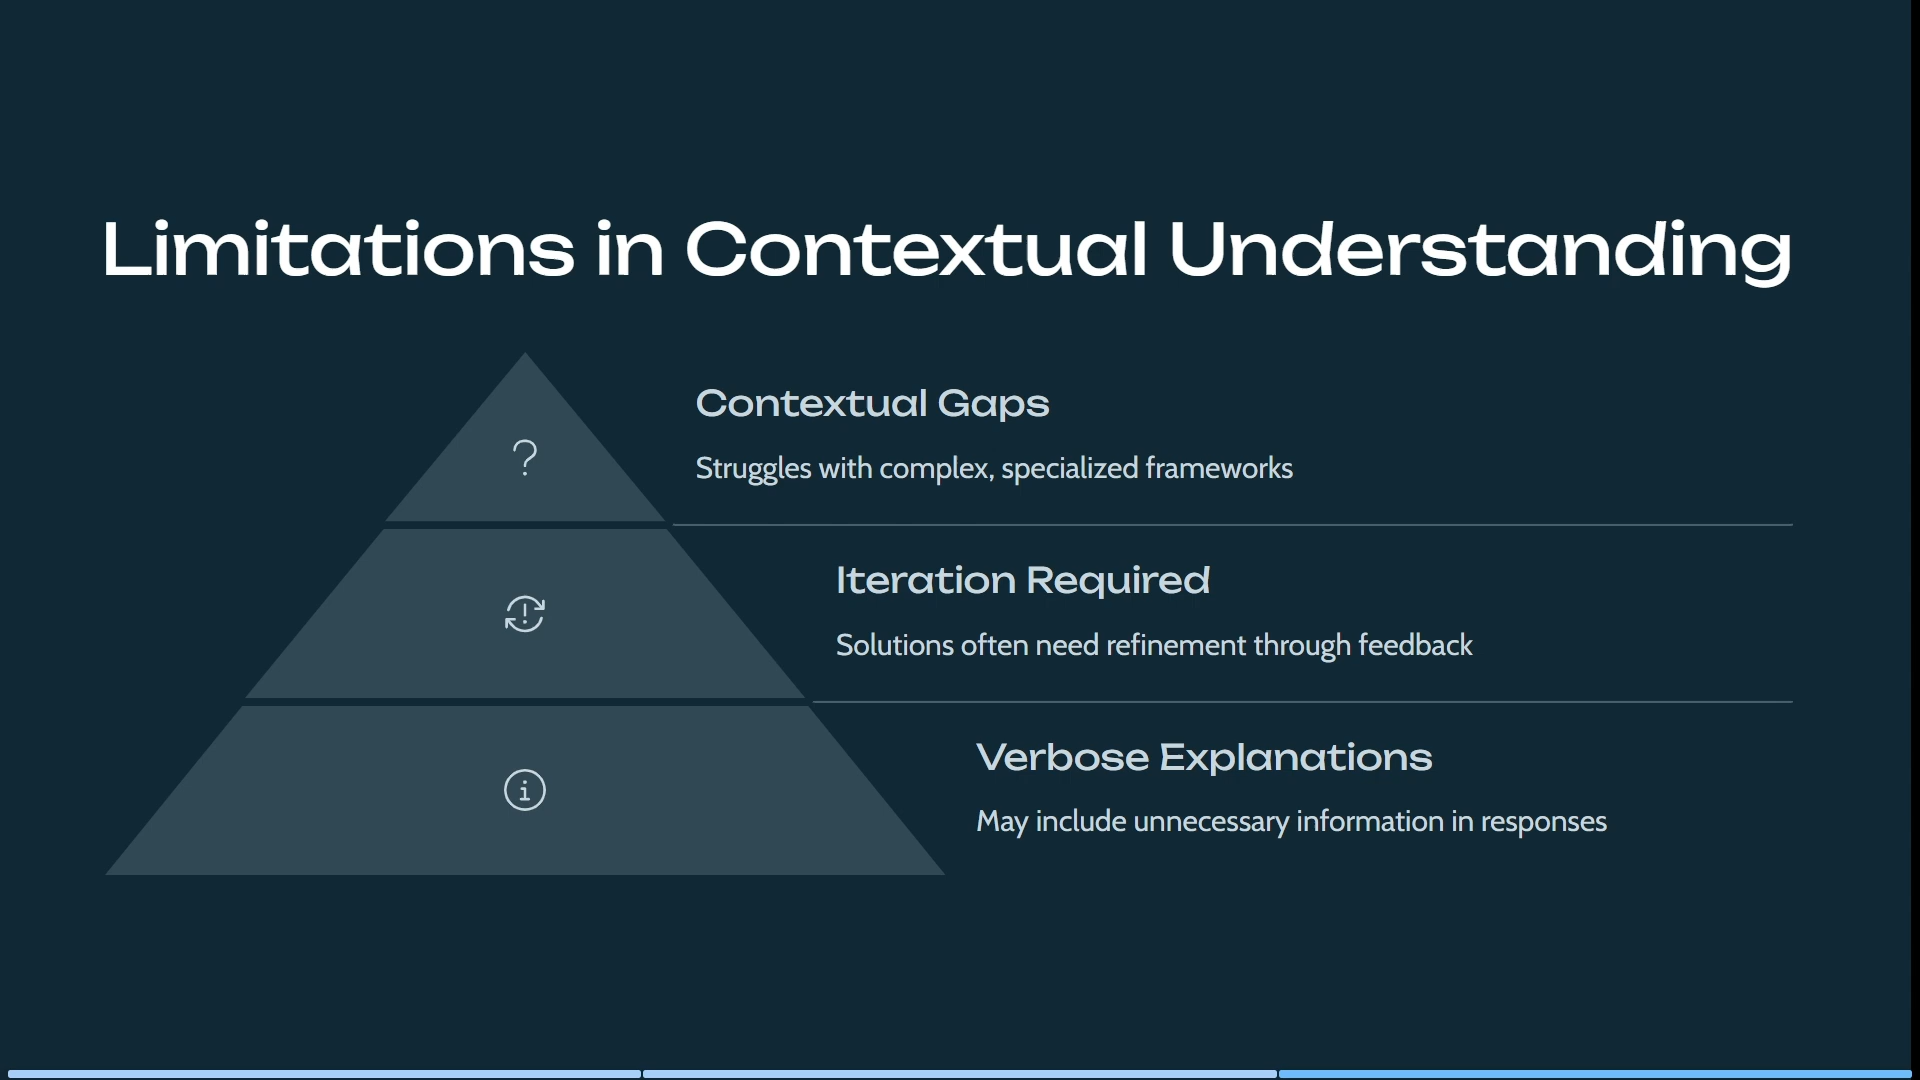 Limitations in Contextual Understanding
Contextual Gaps
Struggles with complex, specialized frameworks
Iteration Required
Solutions often need refinement through feedback
Verbose Explanations
May include unnecessary information in responses